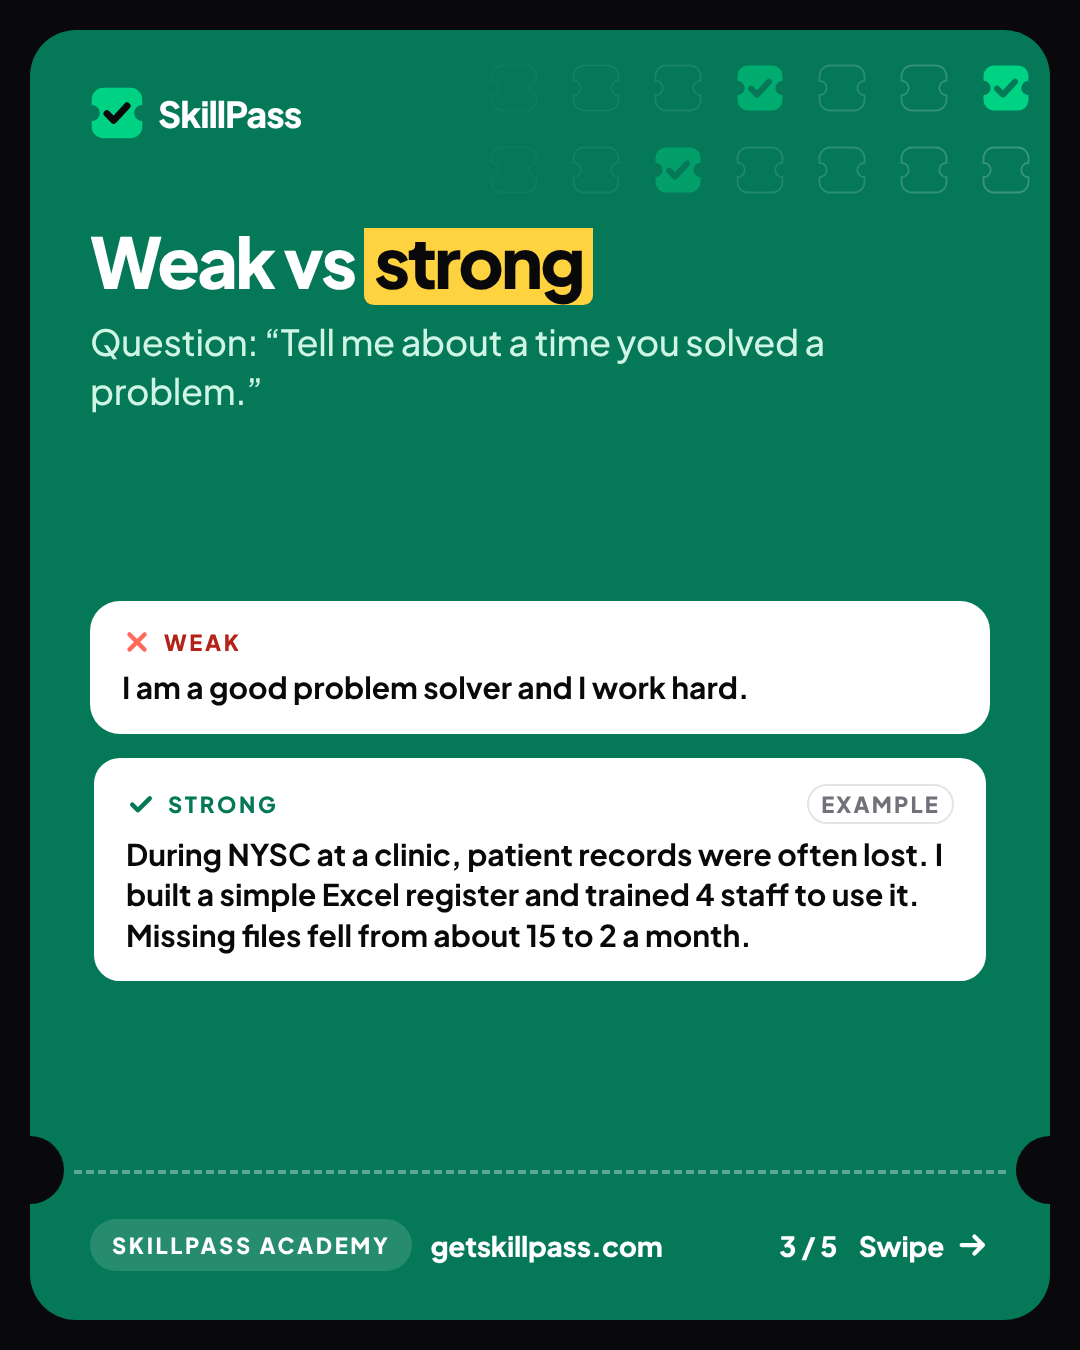 SkillPass
Weak vs strong
Question: “Tell me about a time you solved a
problem.”
WEAK
I am a good problem solver and I work hard.
STRONG
EXAMPLE
During NYSC at a clinic, patient records were often lost. I
built a simple Excel register and trained 4 staff to use it.
Missing files fell from about 15 to 2 a month.
SKILLPASS ACADEMY
getskillpass.com
3 / 5 Swipe →